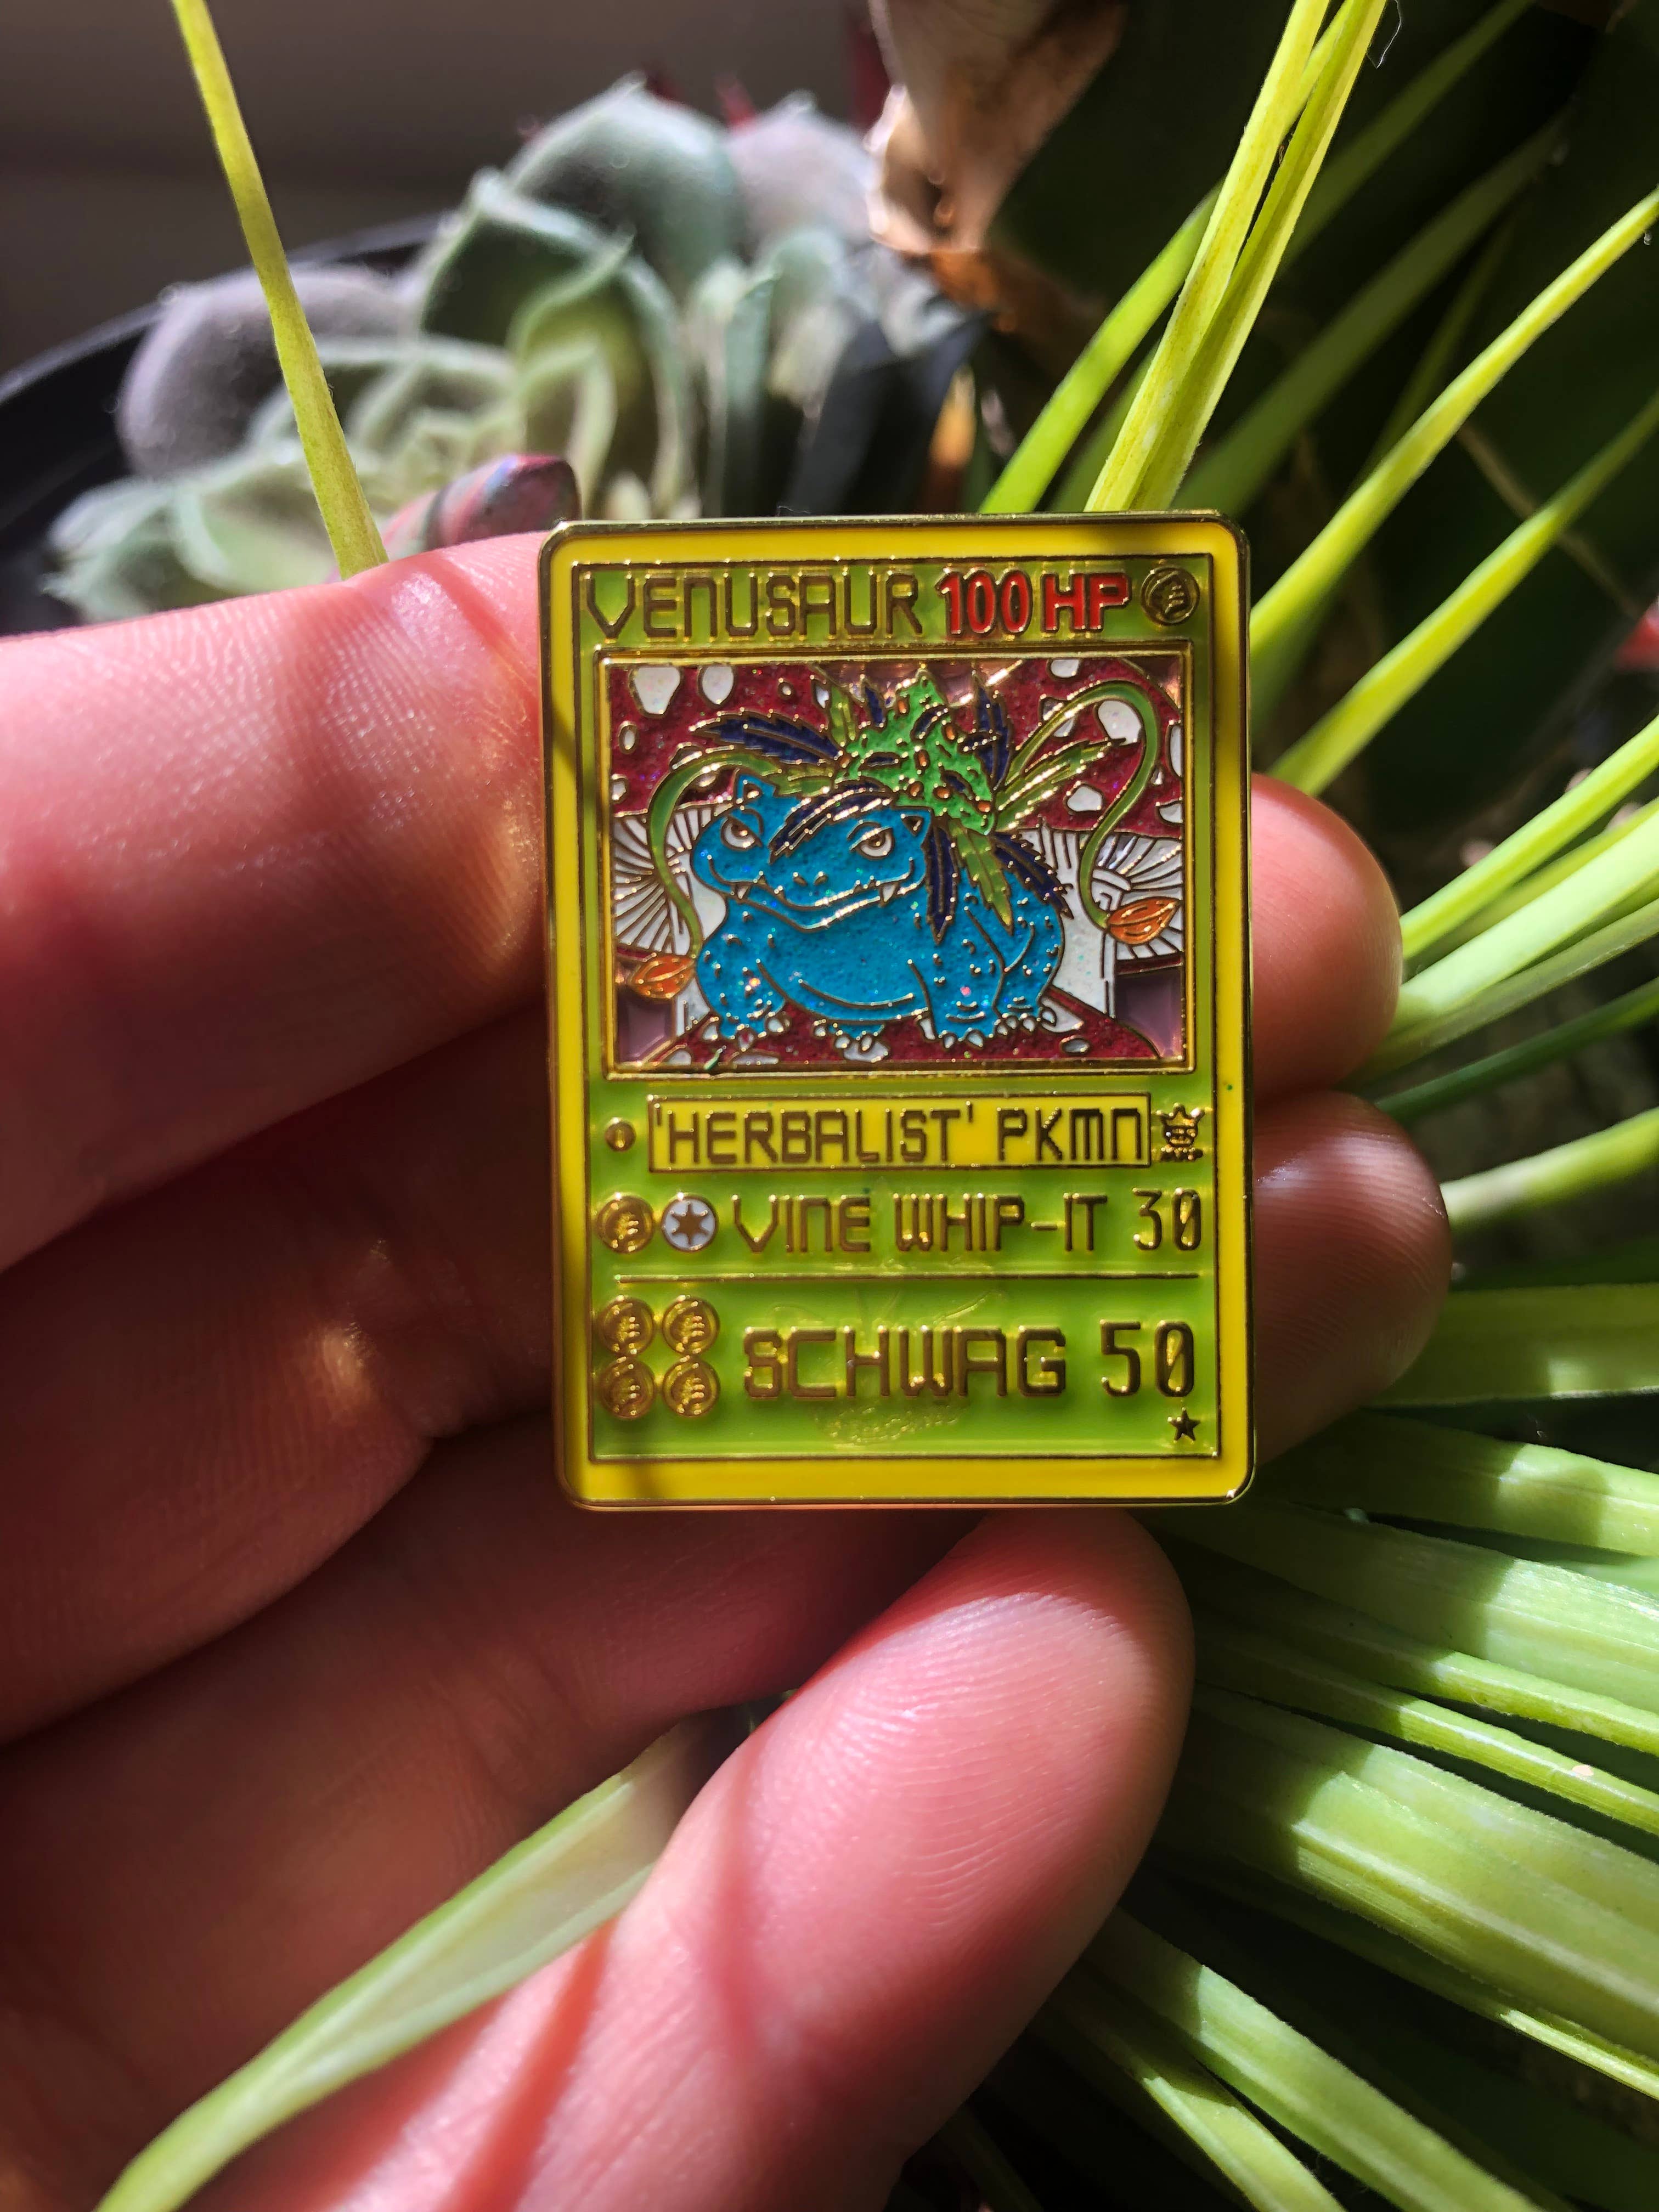 VENUSAUR 100 HP
'HERBALIST' PKMN
VINE WHIP-IT 30
SCHWAG 50